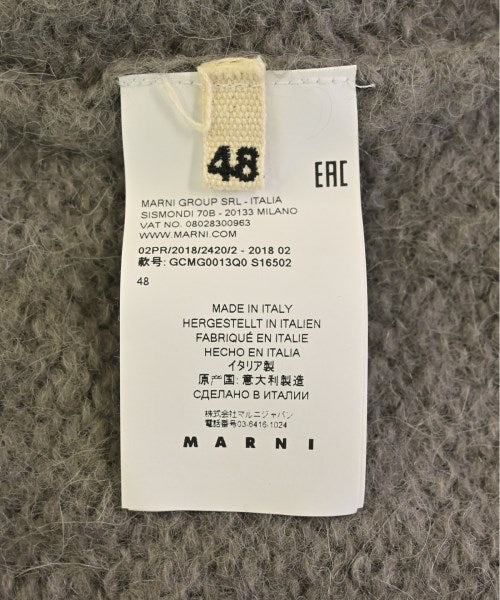 48
EAC
MARNI GROUP SRL - ITALIA
SISMONDI 70B - 20133 MILANO
VAT NO. 08028300963
WWW.MARNI.COM
02PR/2018/2420/2 - 2018 02
款号: GCMG0013Q0 S16502
48
MADE IN ITALY
HERGESTELLT IN ITALIEN
FABRIQUÉ EN ITALIE
HECHO EN ITALIA
イタリア製
原产国: 意大利製造
СДЕЛАНО В ИТАЛИИ
株式会社マルニジャパン
電話番号03-6416-1024
MARNI